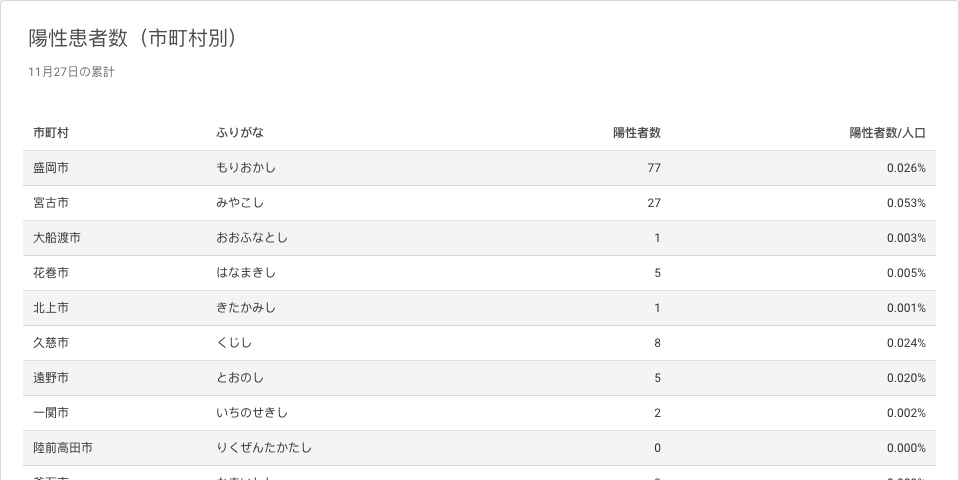 陽性患者数（市町村別）
11月27日の累計
市町村 ふりがな 陽性者数 陽性者数/人口
盛岡市 もりおかし 77 0.026%
宮古市 みやこし 27 0.053%
大船渡市 おおふなとし 1 0.003%
花巻市 はなまきし 5 0.005%
北上市 きたかみし 1 0.001%
久慈市 くじし 8 0.024%
遠野市 とおのし 5 0.020%
一関市 いちのせきし 2 0.002%
陸前高田市 りくぜんたかたし 0 0.000%